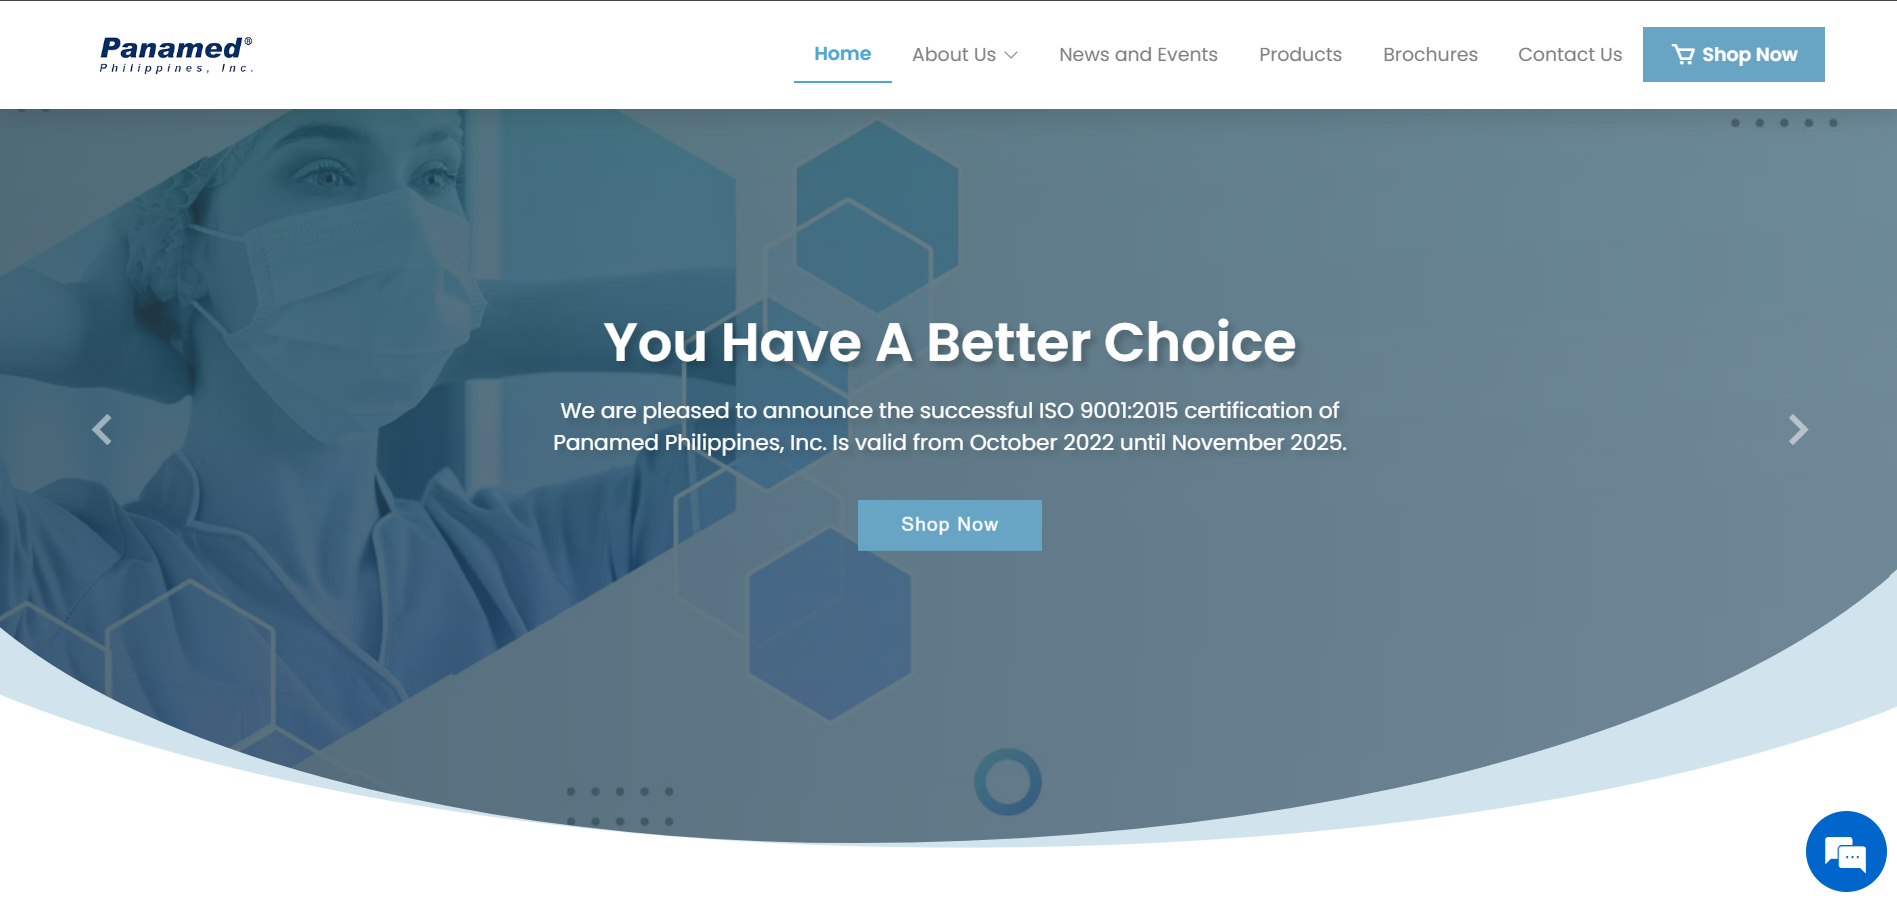 Panamed®
Philippines, Inc.
Home
About Us
News and Events
Products
Brochures
Contact Us
Shop Now
You Have A Better Choice
We are pleased to announce the successful ISO 9001:2015 certification of
Panamed Philippines, Inc. Is valid from October 2022 until November 2025.
Shop Now